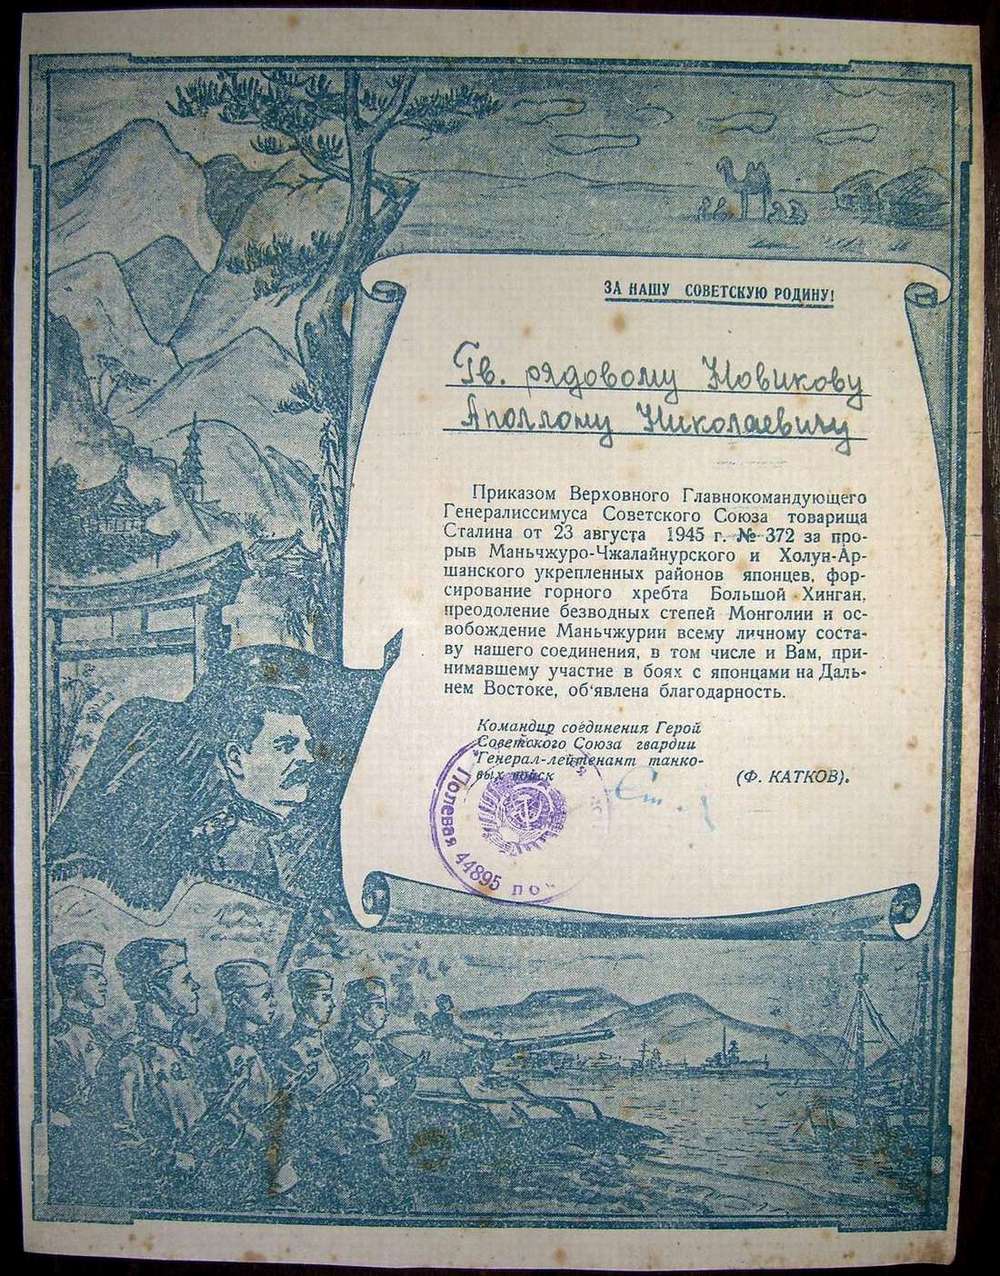 ЗА НАШУ СОВЕТСКУЮ РОДИНУ!
Гв. рядовому Новикову
Аполлону Николаевичу
Приказом Верховного Главнокомандующего
Генералиссимуса Советского Союза товарища
Сталина от 23 августа 1945 г. № 372 за про-
рыв Маньчжуро-Чжалайнурского и Холун-Ар-
шанского укрепленных районов японцев, фор-
сирование горного хребта Большой Хинган,
преодоление безводных степей Монголии и ос-
вобождение Маньчжурии всему личному соста-
ву нашего соединения, в том числе и Вам, при-
нимавшему участие в боях с японцами на Даль-
нем Востоке, об‘явлена благодарность.
Командир соединения Герой
Советского Союза гвардии
Генерал-лейтенант танко-
вых войск (Ф. КАТКОВ).
Полевая 44895